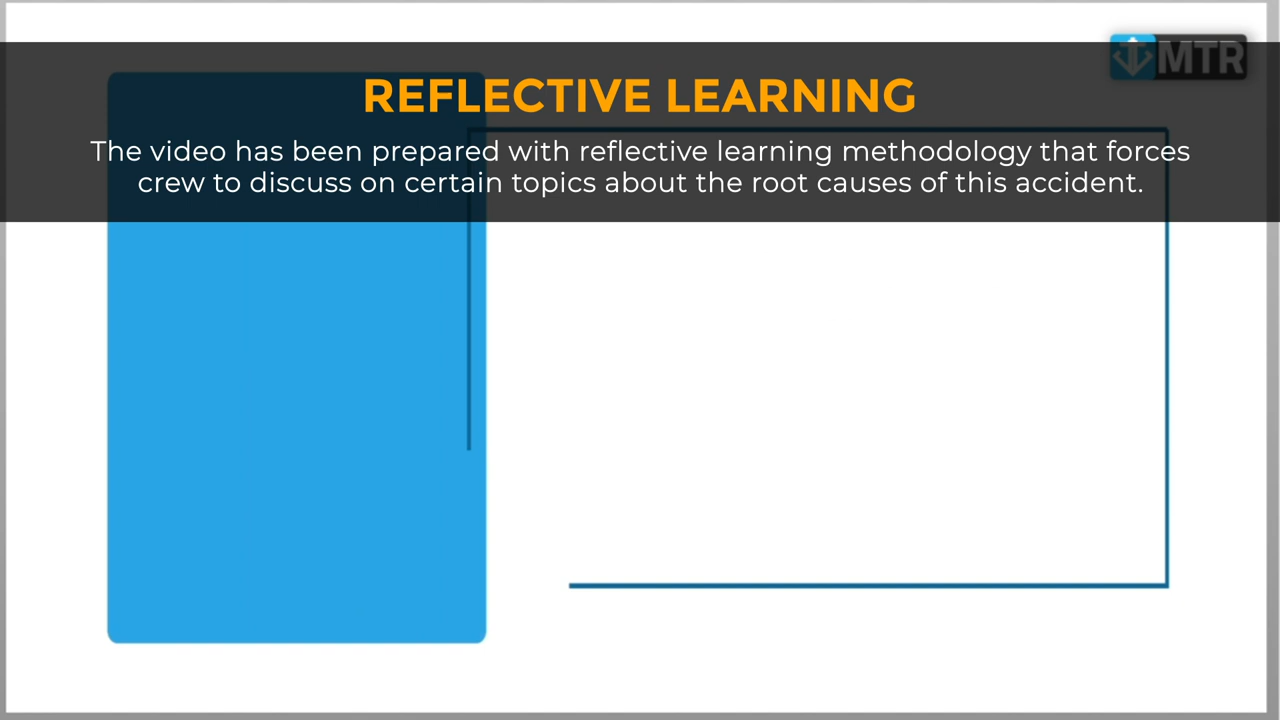 MTR
REFLECTIVE LEARNING
The video has been prepared with reflective learning methodology that forces
crew to discuss on certain topics about the root causes of this accident.